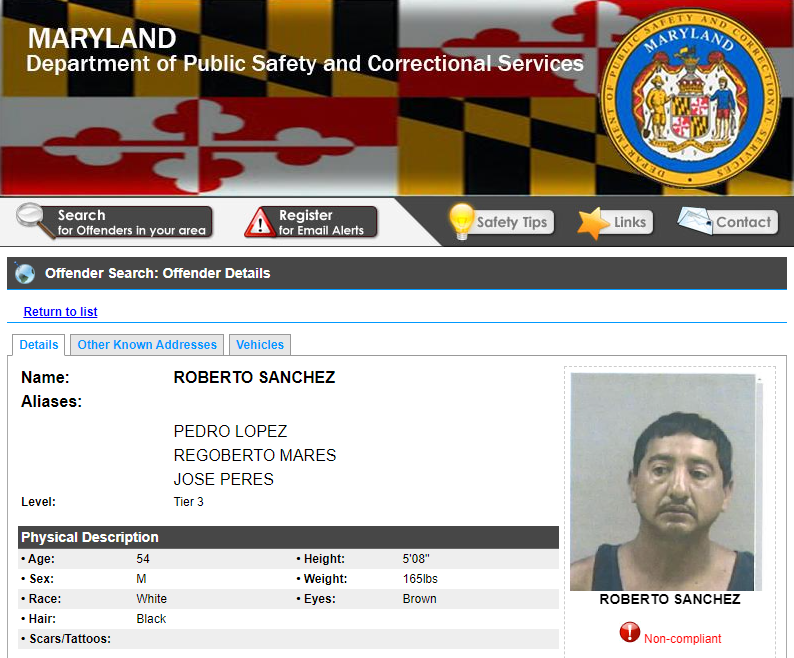 MARYLAND
Department of Public Safety and Correctional Services
DEPARTMENT OF PUBLIC SAFETY AND CORRECTIONAL SERVICES
MARYLAND
Search
for Offenders in your area
Register
for Email Alerts
Safety Tips
Links
Contact
Offender Search: Offender Details
Return to list
Details Other Known Addresses Vehicles
Name: ROBERTO SANCHEZ
Aliases:
PEDRO LOPEZ
REGOBERTO MARES
JOSE PERES
Level: Tier 3
Physical Description
• Age: 54 • Height: 5'08"
• Sex: M • Weight: 165lbs
• Race: White • Eyes: Brown
• Hair: Black
• Scars/Tattoos:
ROBERTO SANCHEZ
Non-compliant